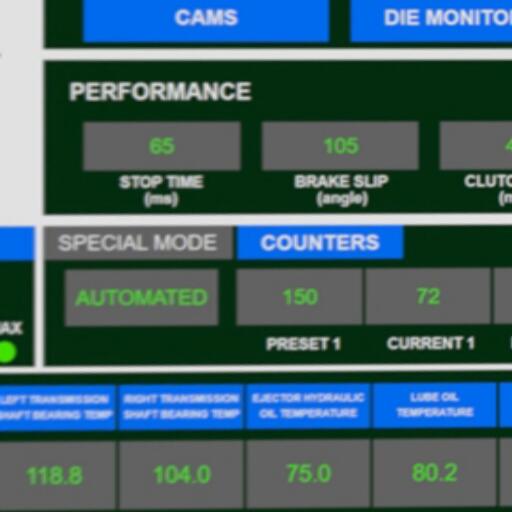 CAMS
DIE MONITO
PERFORMANCE
65
105
4
STOP TIME
(ms)
BRAKE SLIP
(angle)
CLUTC
SPECIAL MODE
COUNTERS
AUTOMATED
150
72
AX
PRESET 1
CURRENT 1
LEFT TRANSMISSION
SHAFT BEARING TEMP
RIGHT TRANSMISSION
SHAFT BEARING TEMP
EJECTOR HYDRAULIC
OIL TEMPERATURE
LUBE OIL
TEMPERATURE
118.8
104.0
75.0
80.2